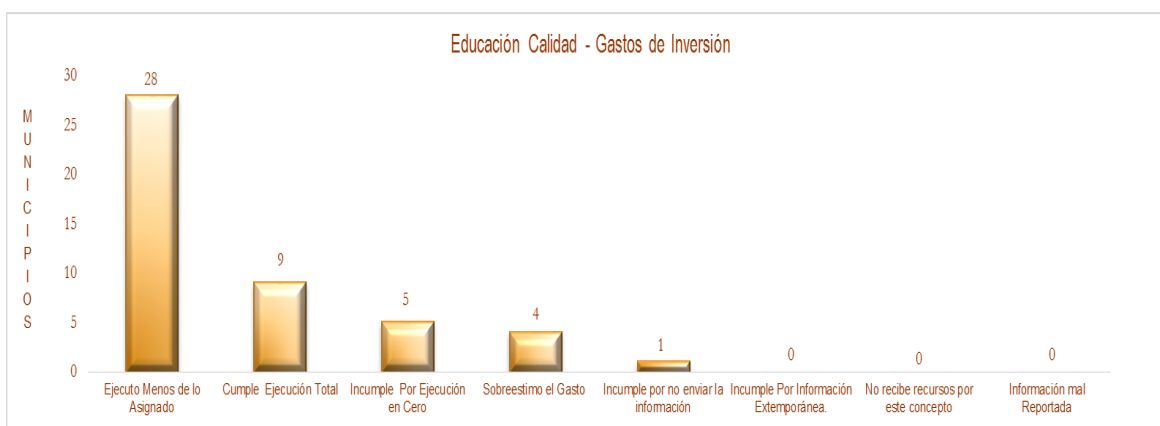 Educación Calidad - Gastos de Inversión
MUNICIPIOS
30
25
20
15
10
5
0
28
9
5
4
1
0
0
0
Ejecuto Menos de lo
Asignado
Cumple Ejecución Total
Incumple Por Ejecución
en Cero
Sobreestimo el Gasto
Incumple por no enviar la
información
Incumple Por Información
Extemporánea.
No recibe recursos por
este concepto
Información mal
Reportada